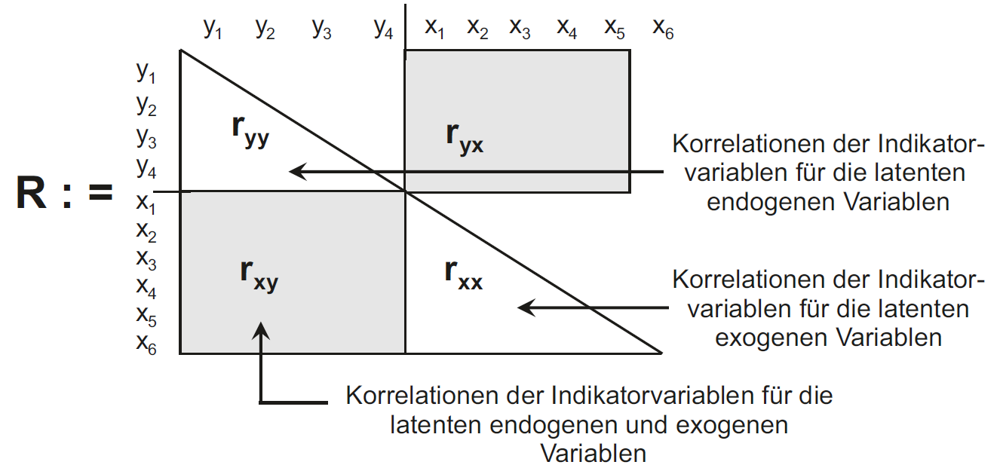 y1 y2 y3 y4 x1 x2 x3 x4 x5 x6
y1
y2
y3
y4
x1
x2
x3
x4
x5
x6
R : =
ryy
ryx
rxy
rxx
Korrelationen der Indikator-
variablen für die latenten
endogenen Variablen
Korrelationen der Indikator-
variablen für die latenten
exogenen Variablen
Korrelationen der Indikatorvariablen für die
latenten endogenen und exogenen
Variablen